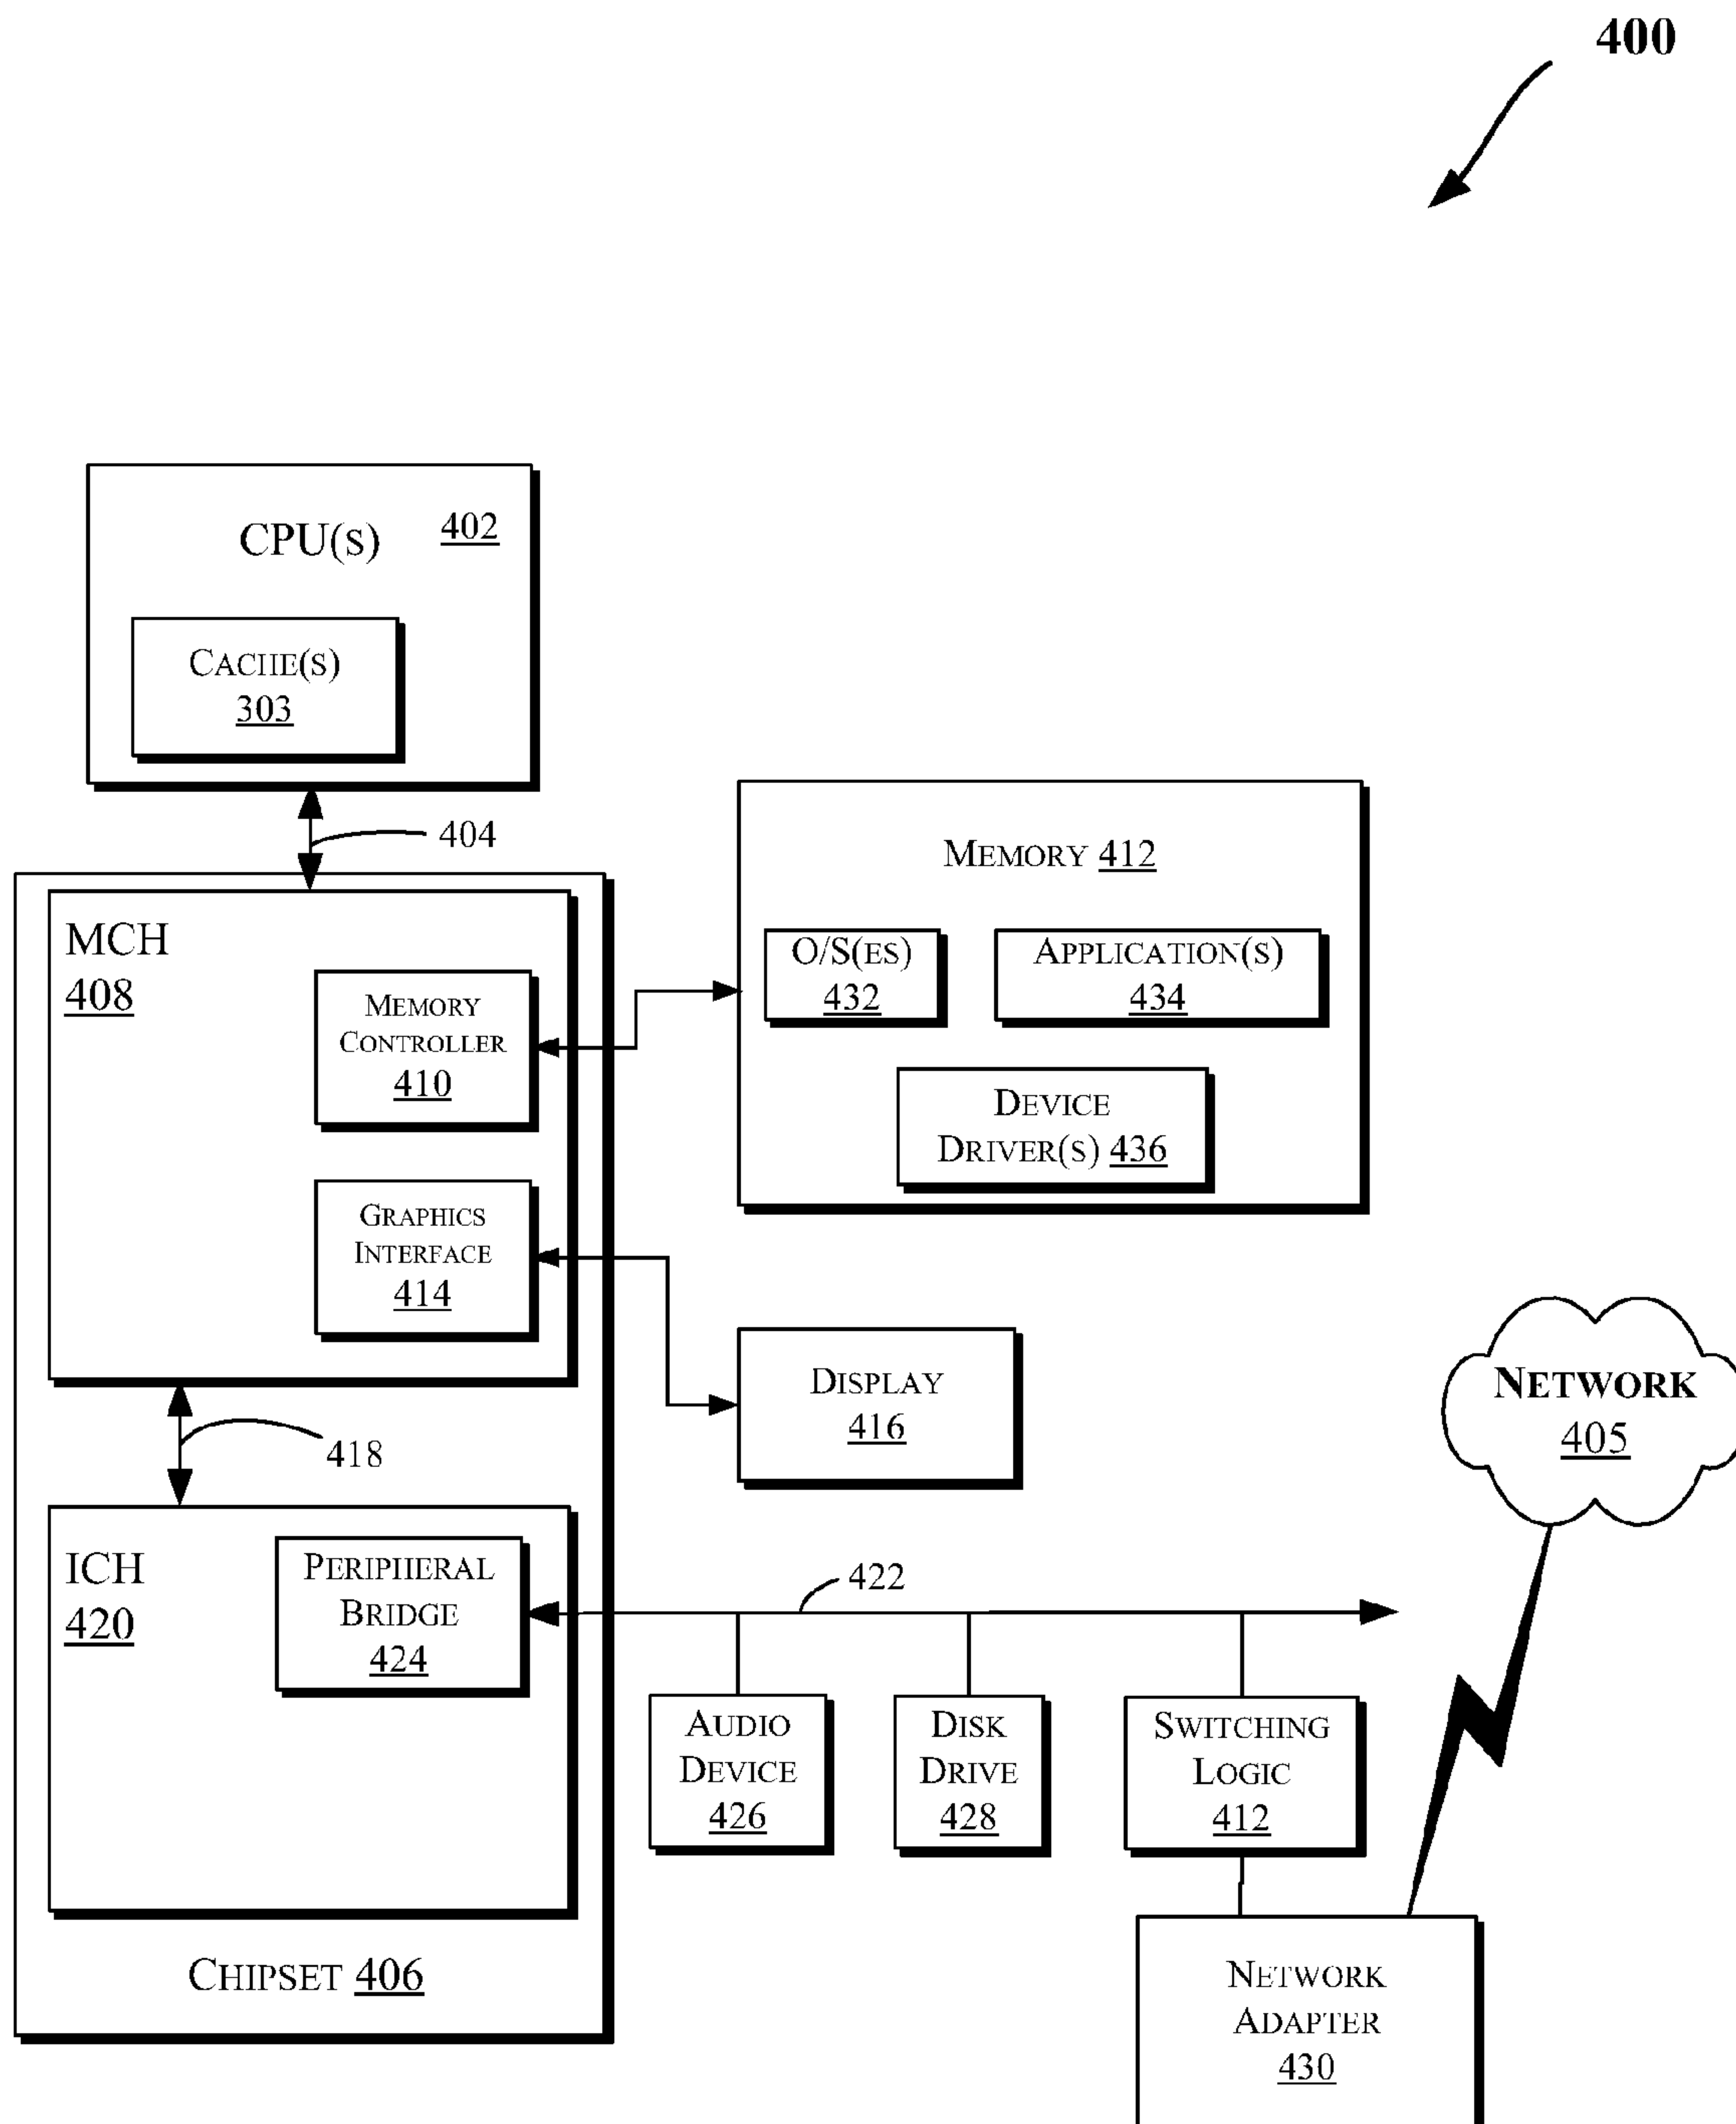 400
CPU(S)
402
CACHE(S)
303
404
MEMORY 412
MCH
408
O/S(ES)
432
APPLICATION(S)
434
MEMORY
CONTROLLER
410
DEVICE
DRIVER(S) 436
GRAPHICS
INTERFACE
414
DISPLAY
416
NETWORK
405
418
ICH
420
PERIPHERAL
BRIDGE
424
422
AUDIO
DEVICE
426
DISK
DRIVE
428
SWITCHING
LOGIC
412
CHIPSET 406
NETWORK
ADAPTER
430